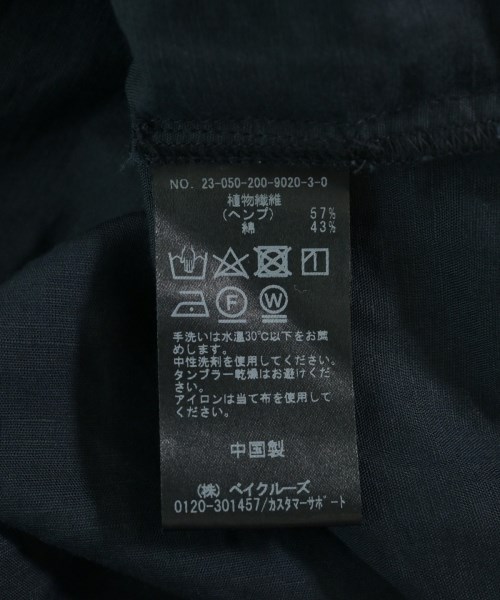 NO. 23-050-200-9020-3-0
植物繊維
(ヘンプ) 57%
綿 43%
F W
手洗いは水温30℃以下をお薦
めします。
中性洗剤を使用してください。
タンブラー乾燥はお避けくだ
さい。
アイロンは当て布を使用して
ください。
中国製
(株) ベイクルーズ
0120-301457/カスタマーサポート